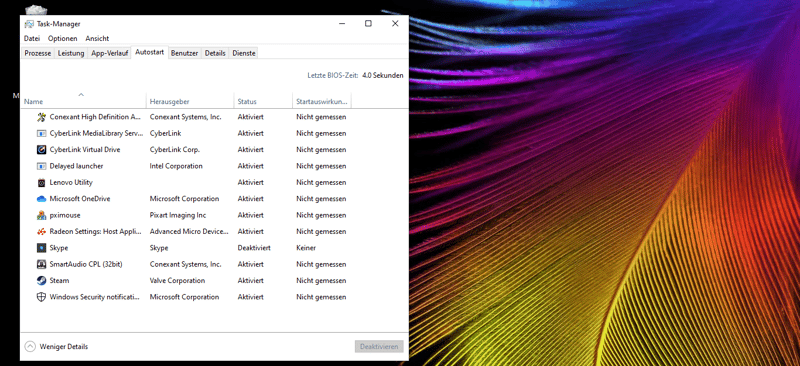 Task-Manager
Datei Optionen Ansicht
Prozesse Leistung App-Verlauf Autostart Benutzer Details Dienste
Letzte BIOS-Zeit: 4.0 Sekunden
M
Name Herausgeber Status Startauswirkun...
Conexant High Definition A... Conexant Systems, Inc. Aktiviert Nicht gemessen
CyberLink MediaLibrary Serv... CyberLink Aktiviert Nicht gemessen
CyberLink Virtual Drive CyberLink Corp. Aktiviert Nicht gemessen
Delayed launcher Intel Corporation Aktiviert Nicht gemessen
Lenovo Utility Aktiviert Nicht gemessen
Microsoft OneDrive Microsoft Corporation Aktiviert Nicht gemessen
pximouse Pixart Imaging Inc Aktiviert Nicht gemessen
Radeon Settings: Host Appli... Advanced Micro Device... Aktiviert Nicht gemessen
Skype Skype Deaktiviert Keiner
SmartAudio CPL (32bit) Conexant Systems, Inc. Aktiviert Nicht gemessen
Steam Valve Corporation Aktiviert Nicht gemessen
Windows Security notificati... Microsoft Corporation Aktiviert Nicht gemessen
Weniger Details Deaktivieren